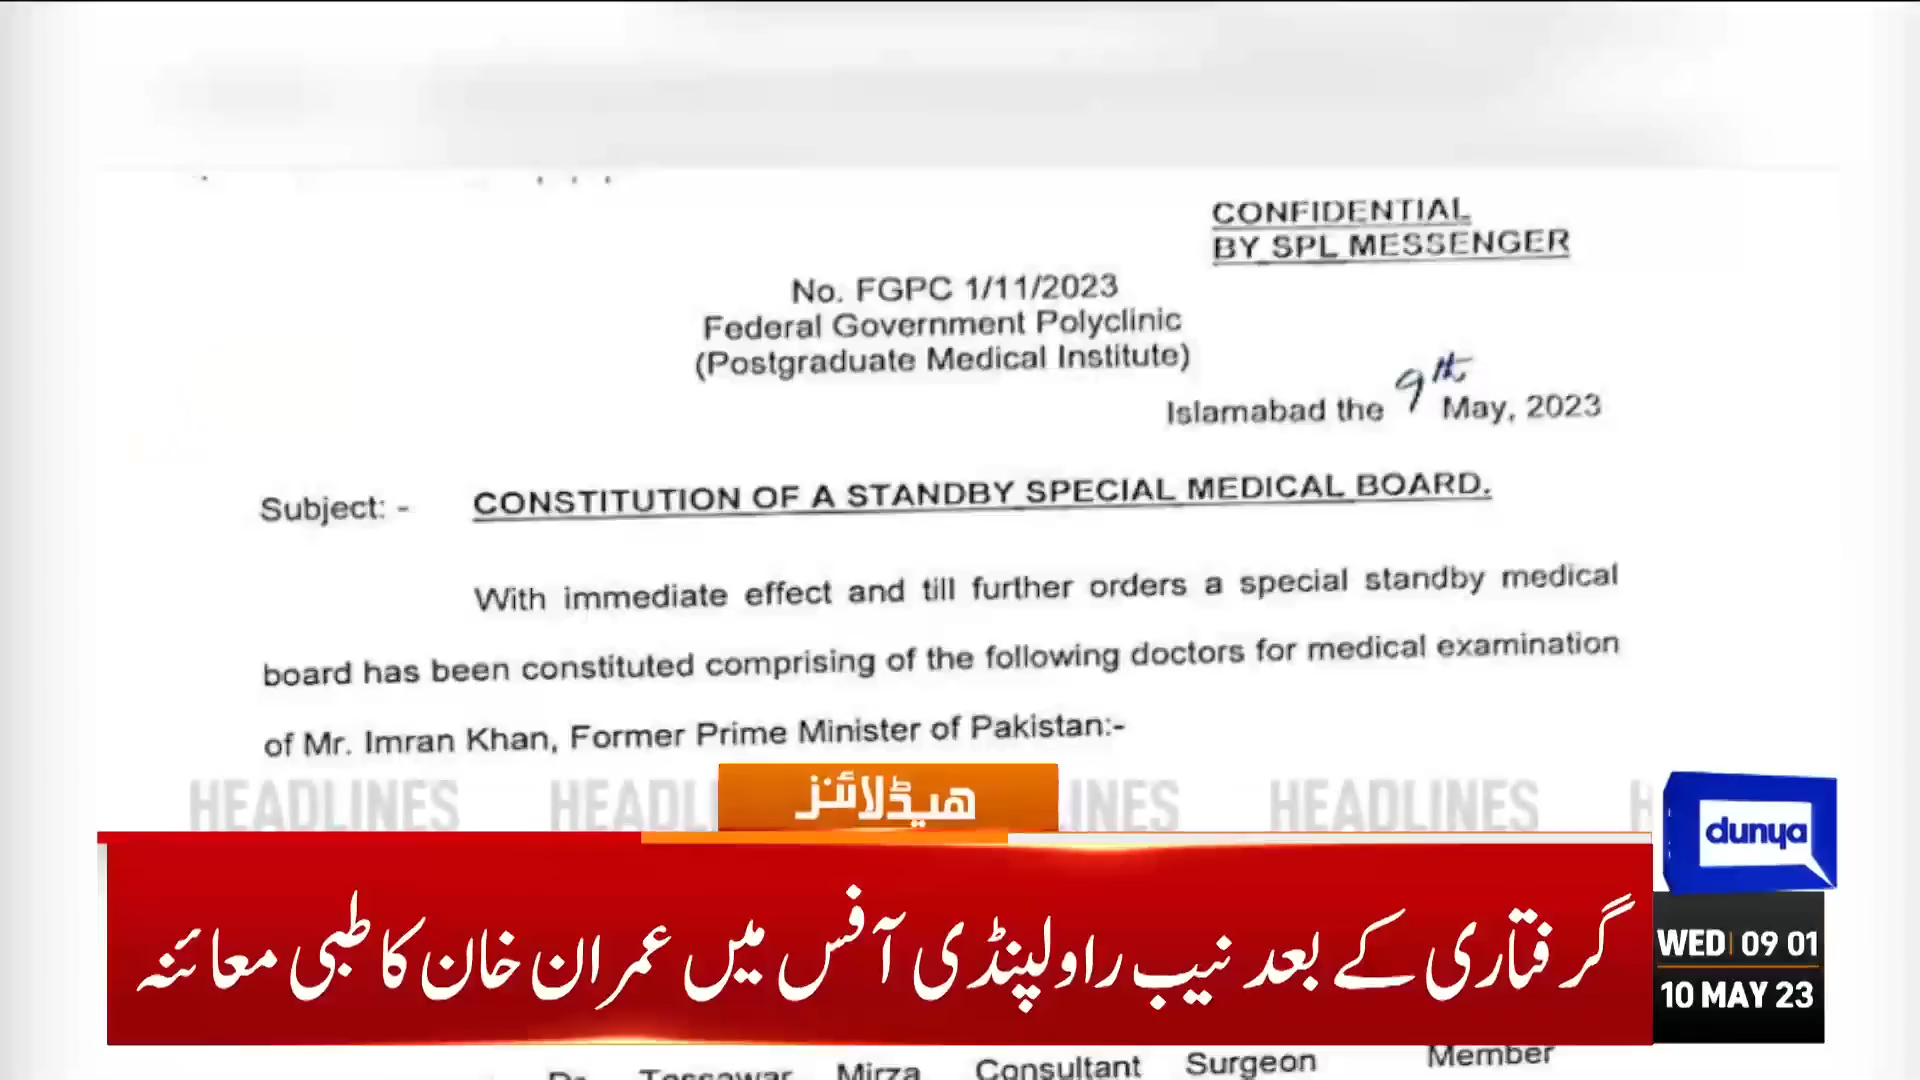 CONFIDENTIAL
BY SPL MESSENGER
No. FGPC 1/11/2023
Federal Government Polyclinic
(Postgraduate Medical Institute)
Islamabad the 9th May, 2023
Subject: - CONSTITUTION OF A STANDBY SPECIAL MEDICAL BOARD.
With immediate effect and till further orders a special standby medical
board has been constituted comprising of the following doctors for medical examination
of Mr. Imran Khan, Former Prime Minister of Pakistan:-
HEADLINES HEADL INES HEADLINES H
ھیڈلائنز
dunya
گرفتاری کے بعد نیب راولپنڈی آفس میں عمران خان کا طبی معائنہ
WED 09 01
10 MAY 23
Mirza Consultant Surgeon Member